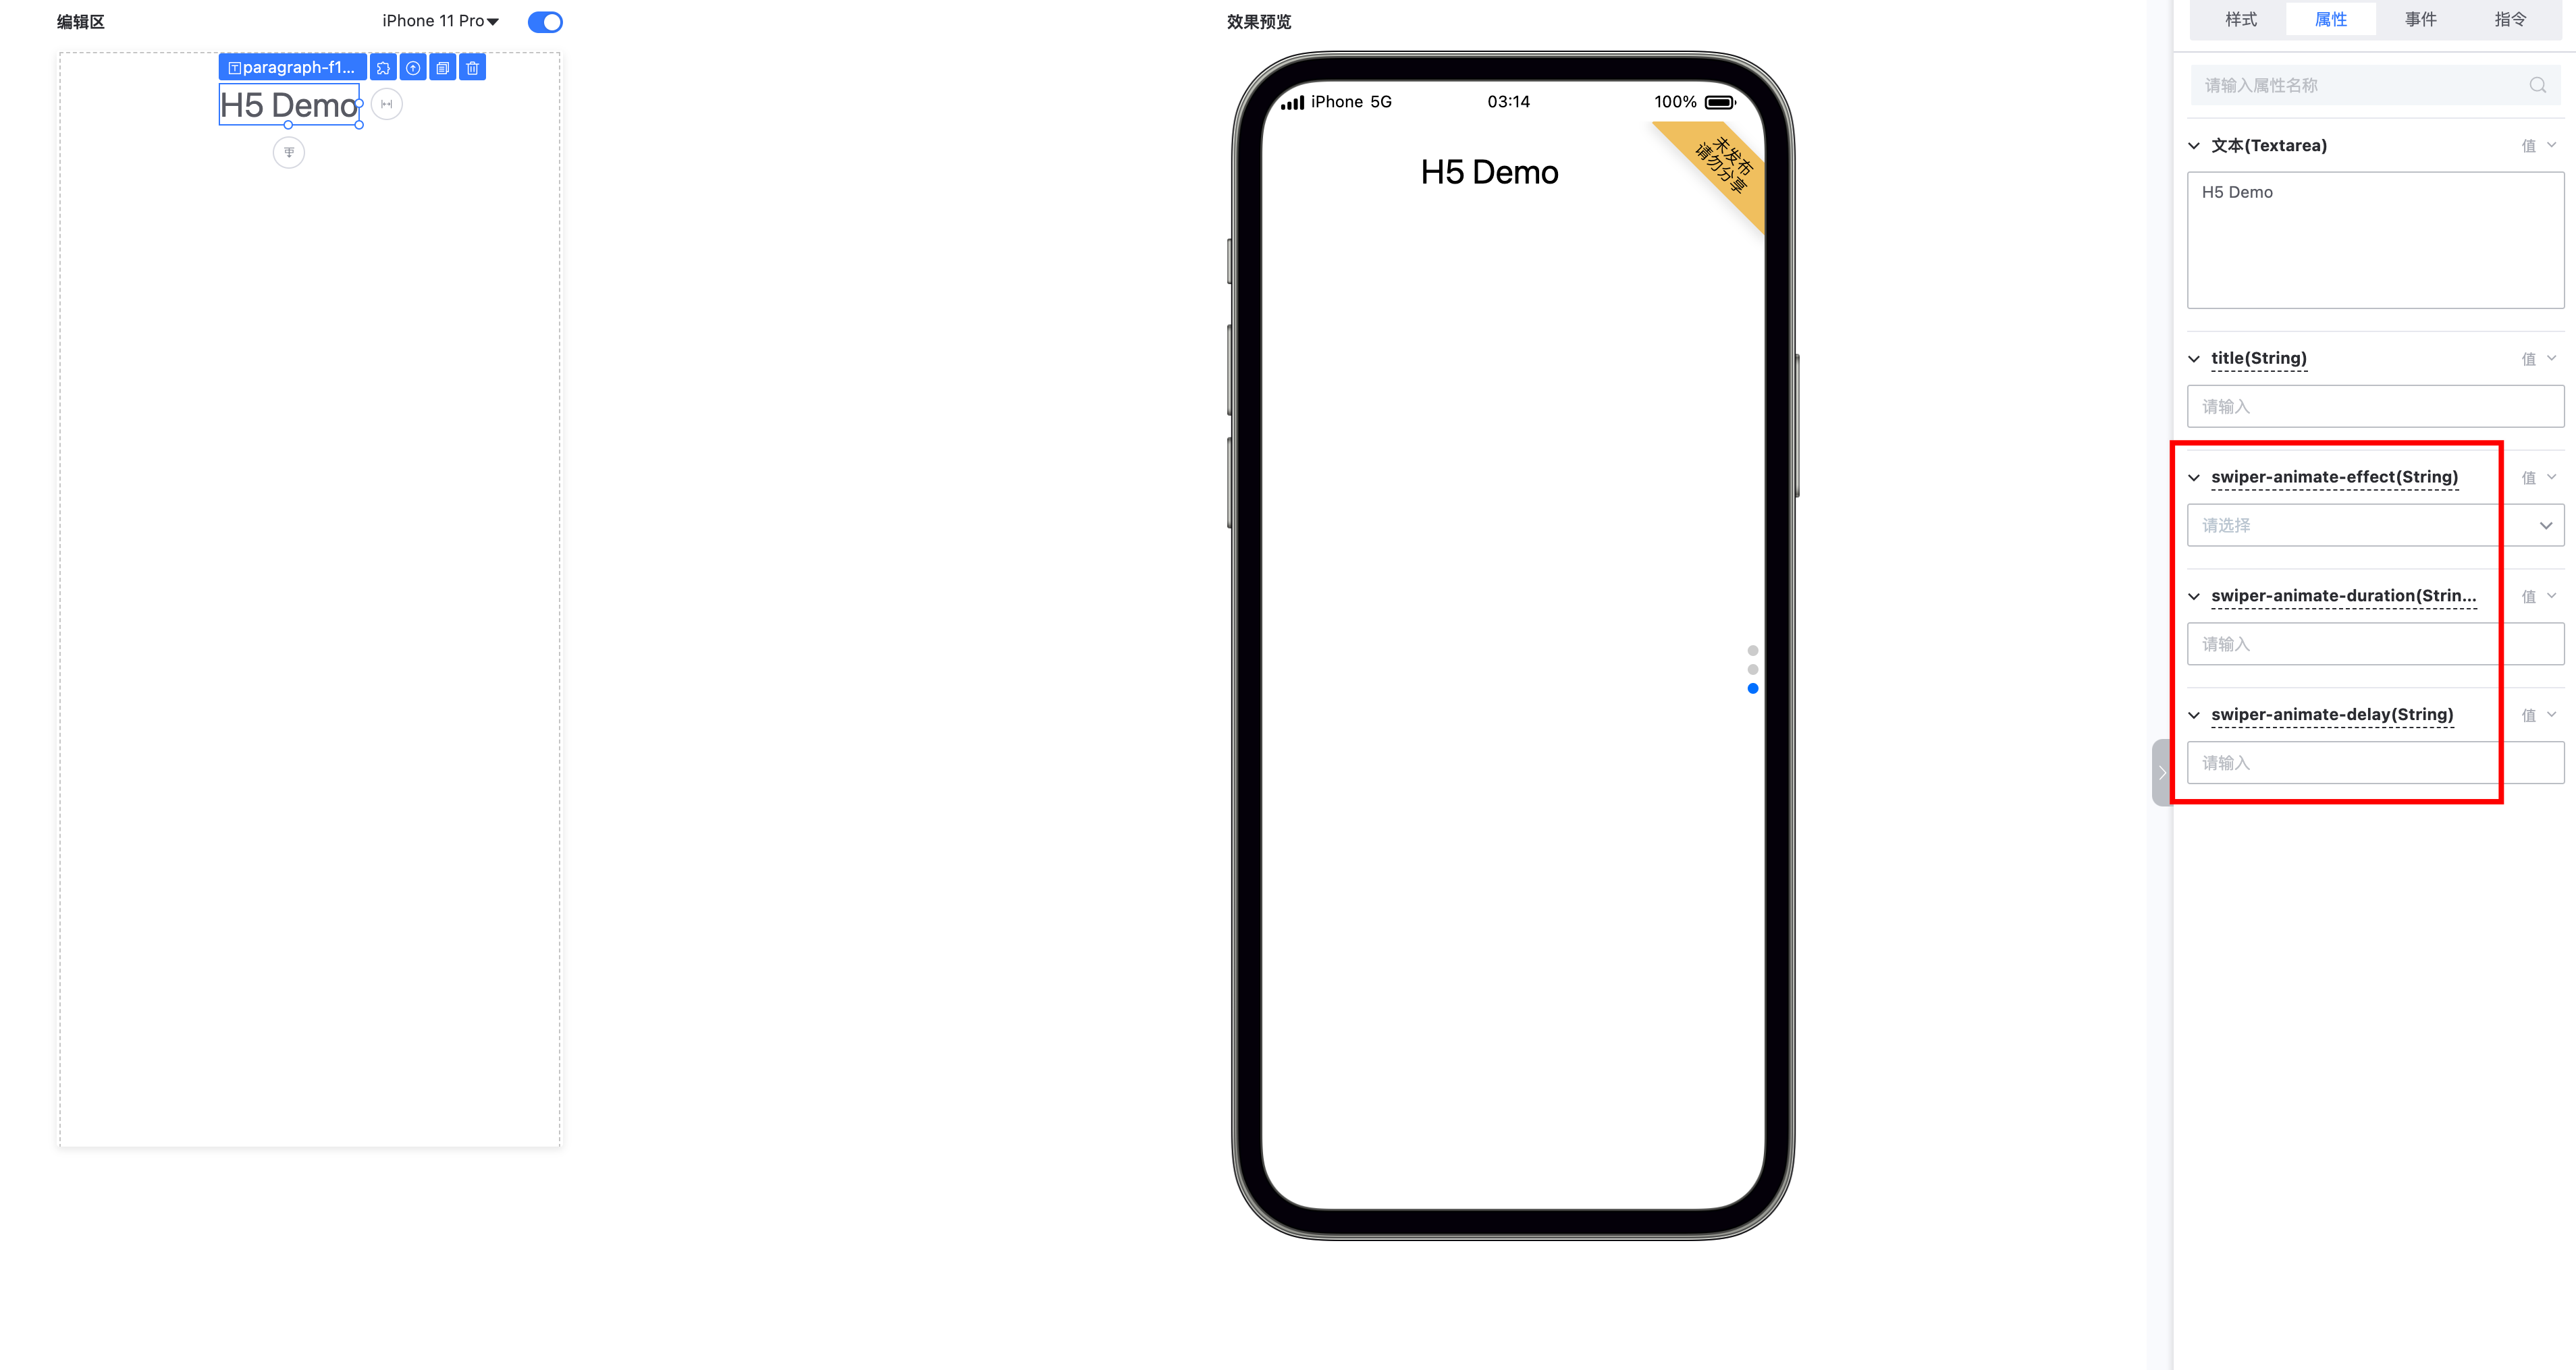 编辑区
iPhone 11 Pro
paragraph-f1...
H5 Demo
效果预览
iPhone 5G
03:14
100%
未发布
请勿分享
H5 Demo
样式
属性
事件
指令
请输入属性名称
文本(Textarea)
值
H5 Demo
title(String)
值
请输入
swiper-animate-effect(String)
值
请选择
swiper-animate-duration(Strin...
值
请输入
swiper-animate-delay(String)
值
请输入